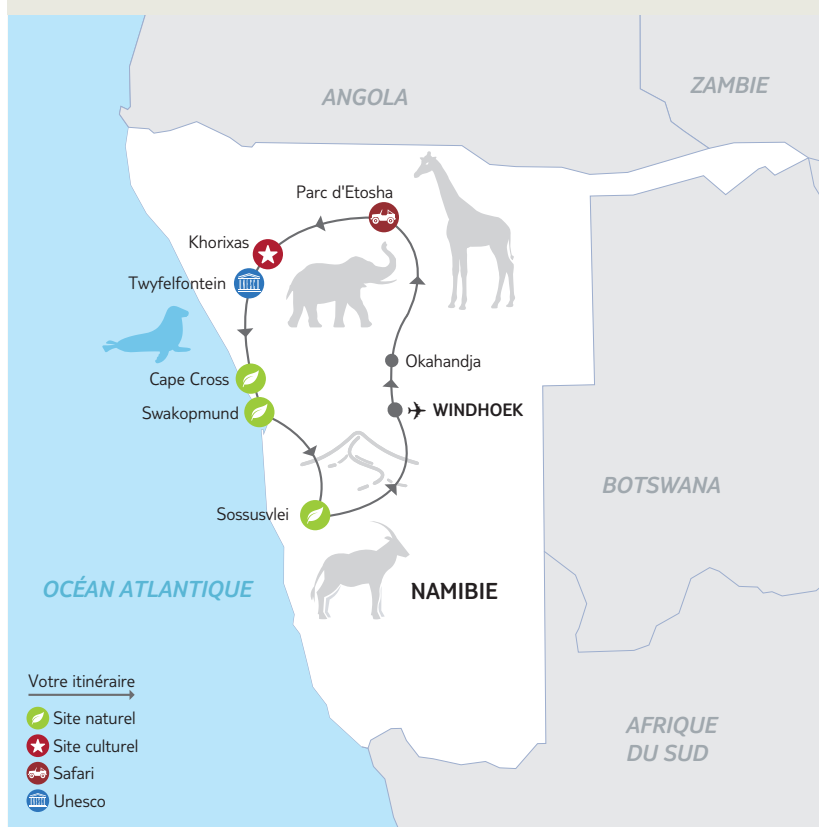 ANGOLA
ZAMBIE
Parc d'Etosha
Khorixas
Twyfelfontein
Okahandja
Cape Cross
Swakopmund
WINDHOEK
BOTSWANA
Sossusvlei
OCÉAN ATLANTIQUE
NAMIBIE
Votre itinéraire
Site naturel
Site culturel
Safari
Unesco
AFRIQUE
DU SUD